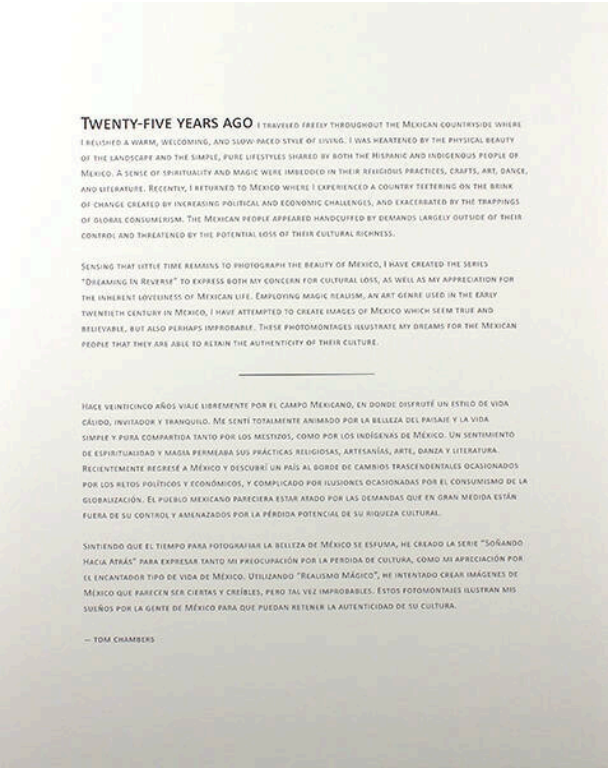 TWENTY-FIVE YEARS AGO I TRAVELED FREELY THROUGHOUT THE MEXICAN COUNTRYSIDE WHERE
I RELISHED A WARM, WELCOMING, AND SLOW-PACED STYLE OF LIVING. I WAS HEARTENED BY THE PHYSICAL BEAUTY
OF THE LANDSCAPE AND THE SIMPLE, PURE LIFESTYLES SHARED BY BOTH THE HISPANIC AND INDIGENOUS PEOPLE OF
MEXICO. A SENSE OF SPIRITUALITY AND MAGIC WERE IMBEDDED IN THEIR RELIGIOUS PRACTICES, CRAFTS, ART, DANCE,
AND LITERATURE. RECENTLY, I RETURNED TO MEXICO WHERE I EXPERIENCED A COUNTRY TEETERING ON THE BRINK
OF CHANGE CREATED BY INCREASING POLITICAL AND ECONOMIC CHALLENGES, AND EXACERBATED BY THE TRAPPINGS
OF GLOBAL CONSUMERISM. THE MEXICAN PEOPLE APPEARED HANDCUFFED BY DEMANDS LARGELY OUTSIDE OF THEIR
CONTROL AND THREATENED BY THE POTENTIAL LOSS OF THEIR CULTURAL RICHNESS.
SENSING THAT LITTLE TIME REMAINS TO PHOTOGRAPH THE BEAUTY OF MEXICO, I HAVE CREATED THE SERIES
"DREAMING IN REVERSE" TO EXPRESS BOTH MY CONCERN FOR CULTURAL LOSS, AS WELL AS MY APPRECIATION FOR
THE INHERENT LOVELINESS OF MEXICAN LIFE. EMPLOYING MAGIC REALISM, AN ART GENRE USED IN THE EARLY
TWENTIETH CENTURY IN MEXICO, I HAVE ATTEMPTED TO CREATE IMAGES OF MEXICO WHICH SEEM TRUE AND
BELIEVABLE, BUT ALSO PERHAPS IMPROBABLE. THESE PHOTOMONTAGES ILLUSTRATE MY DREAMS FOR THE MEXICAN
PEOPLE THAT THEY ARE ABLE TO RETAIN THE AUTHENTICITY OF THEIR CULTURE.
HACE VEINTICINCO AÑOS VIAJE LIBREMENTE POR EL CAMPO MEXICANO, EN DONDE DISFRUTÉ UN ESTILO DE VIDA
CÁLIDO, INVITADOR Y TRANQUILO. ME SENTÍ TOTALMENTE ANIMADO POR LA BELLEZA DEL PAISAJE Y LA VIDA
SIMPLE Y PURA COMPARTIDA TANTO POR LOS MESTIZOS, COMO POR LOS INDÍGENAS DE MÉXICO. UN SENTIMIENTO
DE ESPIRITUALIDAD Y MAGIA PERMEABA SUS PRÁCTICAS RELIGIOSAS, ARTESANÍAS, ARTE, DANZA Y LITERATURA.
RECIENTEMENTE REGRESÉ A MÉXICO Y DESCUBRÍ UN PAÍS AL BORDE DE CAMBIOS TRASCENDENTALES OCASIONADOS
POR LOS RETOS POLÍTICOS Y ECONÓMICOS, Y COMPLICADO POR ILUSIONES OCASIONADAS POR EL CONSUMISMO DE LA
GLOBALIZACIÓN. EL PUEBLO MEXICANO PARECIERA ESTAR ATADO POR LAS DEMANDAS QUE EN GRAN MEDIDA ESTÁN
FUERA DE SU CONTROL Y AMENAZADOS POR LA PÉRDIDA POTENCIAL DE SU RIQUEZA CULTURAL.
SINTIENDO QUE EL TIEMPO PARA FOTOGRAFIAR LA BELLEZA DE MÉXICO SE ESFUMA, HE CREADO LA SERIE "SOÑANDO
HACIA ATRÁS" PARA EXPRESAR TANTO MI PREOCUPACIÓN POR LA PERDIDA DE CULTURA, COMO MI APRECIACIÓN POR
EL ENCANTADOR TIPO DE VIDA DE MÉXICO. UTILIZANDO "REALISMO MÁGICO", HE INTENTADO CREAR IMÁGENES DE
MÉXICO QUE PARECEN SER CIERTAS Y CREÍBLES, PERO TAL VEZ IMPROBABLES. ESTOS FOTOMONTAJES ILUSTRAN MIS
SUEÑOS POR LA GENTE DE MÉXICO PARA QUE PUEDAN RETENER LA AUTENTICIDAD DE SU CULTURA.
– TOM CHAMBERS